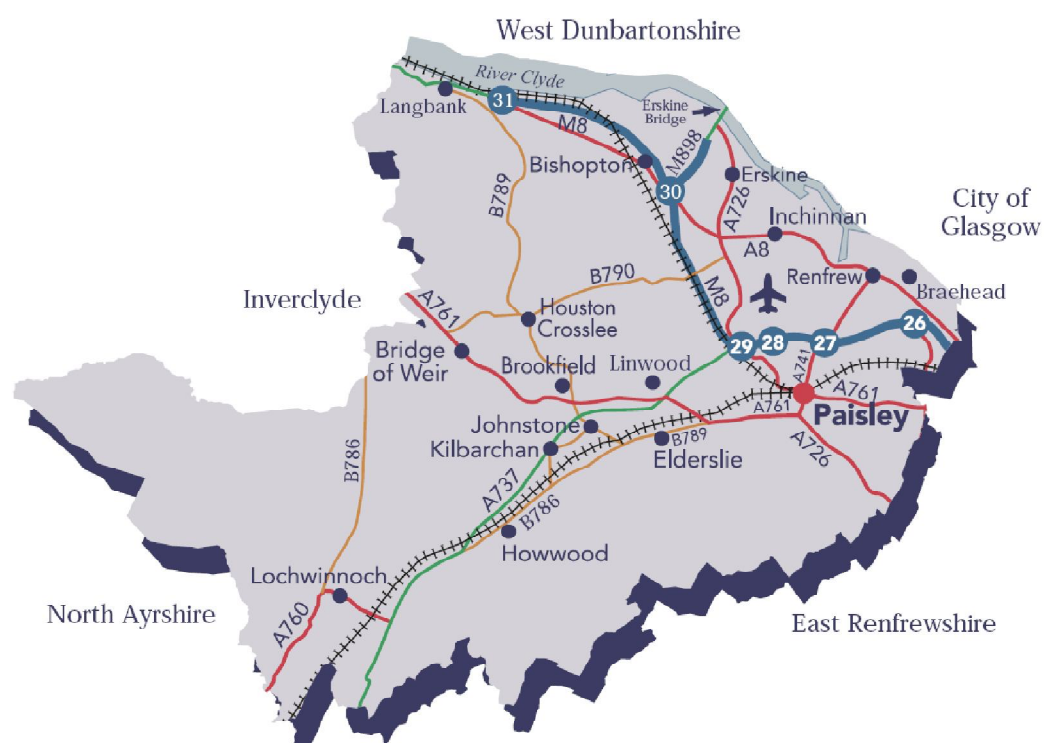 West Dunbartonshire
River Clyde
Langbank
31
M8
Erskine
Bridge
M898
Bishopton
30
Erskine
A726
B789
City of
Glasgow
Inchinnan
A8
B790
M8
Renfrew
Braehead
Inverclyde
A761
Houston
Crosslee
26
29
28
27
Bridge
of Weir
Brookfield
Linwood
A741
A761
A761
Paisley
Johnstone
Kilbarchan
B789
Elderslie
A726
B786
A737
B786
Howwood
Lochwinnoch
North Ayrshire
A760
East Renfrewshire